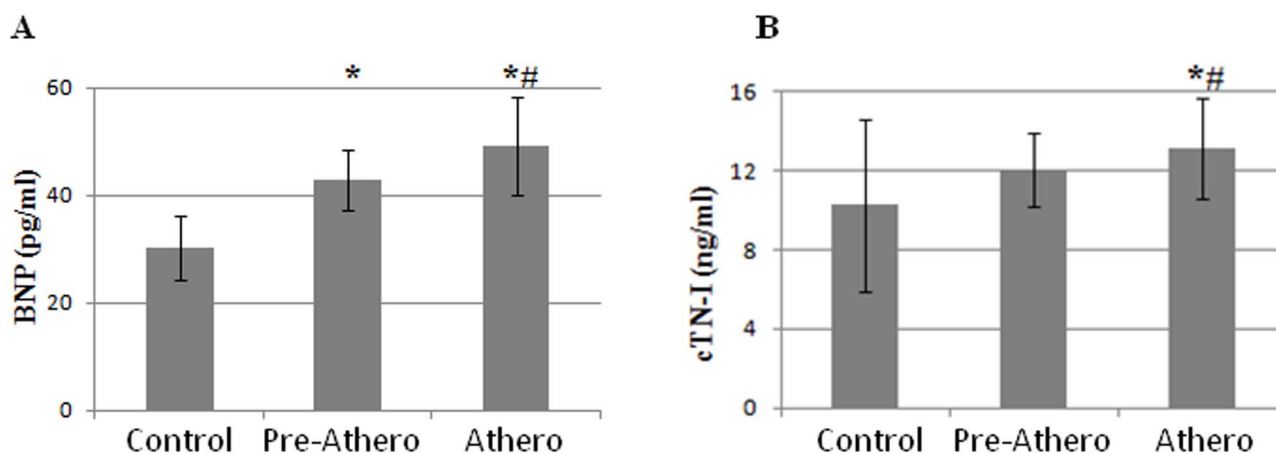 A
BNP (pg/ml)
60
40
20
0
*
*#
Control
Pre-Athero
Athero
B
cTN-I (ng/ml)
16
12
8
4
0
*#
Control
Pre-Athero
Athero